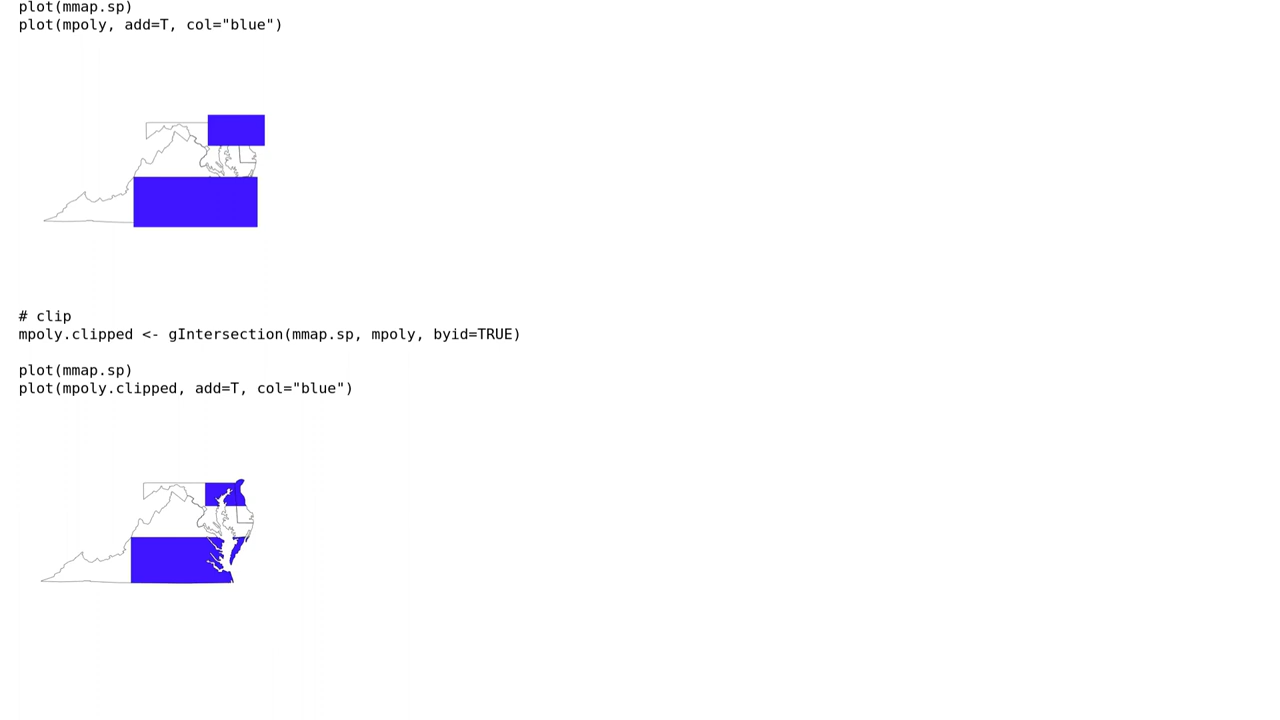 plot(mmap.sp)
plot(mpoly, add=T, col="blue")
# clip
mpoly.clipped <- gIntersection(mmap.sp, mpoly, byid=TRUE)
plot(mmap.sp)
plot(mpoly.clipped, add=T, col="blue")